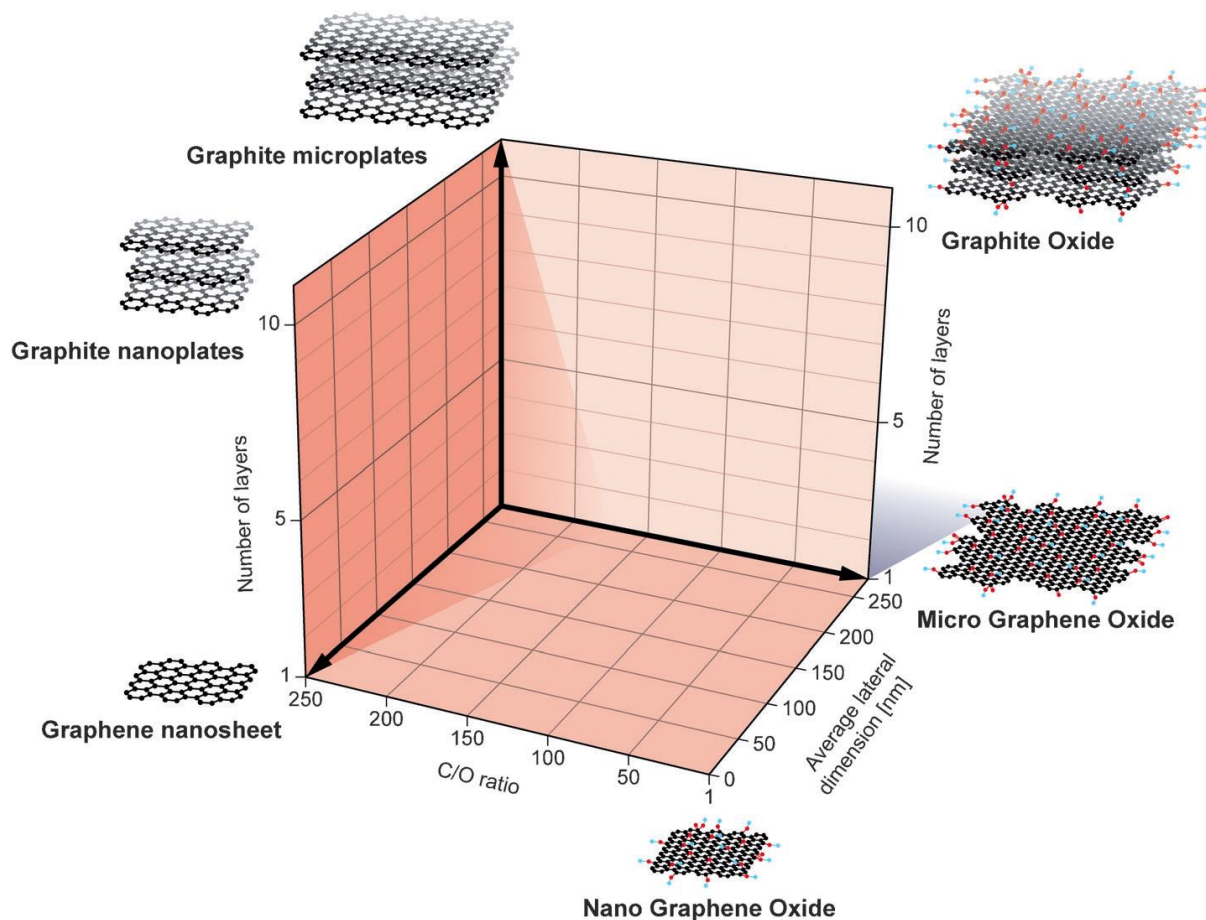 Graphite microplates
Graphite Oxide
Graphite nanoplates
Graphene nanosheet
Micro Graphene Oxide
Nano Graphene Oxide
Number of layers
10
5
1
Number of layers
10
5
1
C/O ratio
250
200
150
100
50
1
Average lateral
dimension [nm]
250
200
150
100
50
0